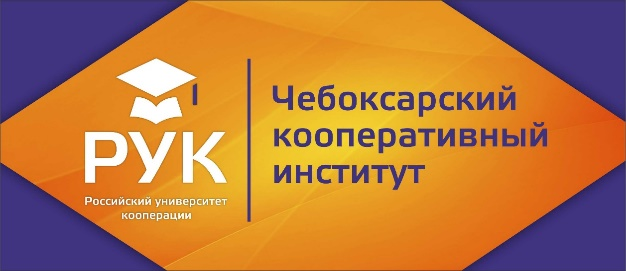 РУК
Российский университет
кооперации
Чебоксарский
кооперативный
институт